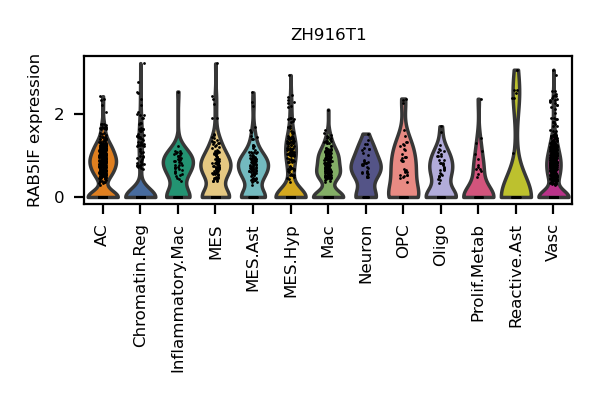 ZH916T1
RAB5IF expression
2
0
AC
Chromatin.Reg
Inflammatory.Mac
MES
MES.Ast
MES.Hyp
Mac
Neuron
OPC
Oligo
Prolif.Metab
Reactive.Ast
Vasc